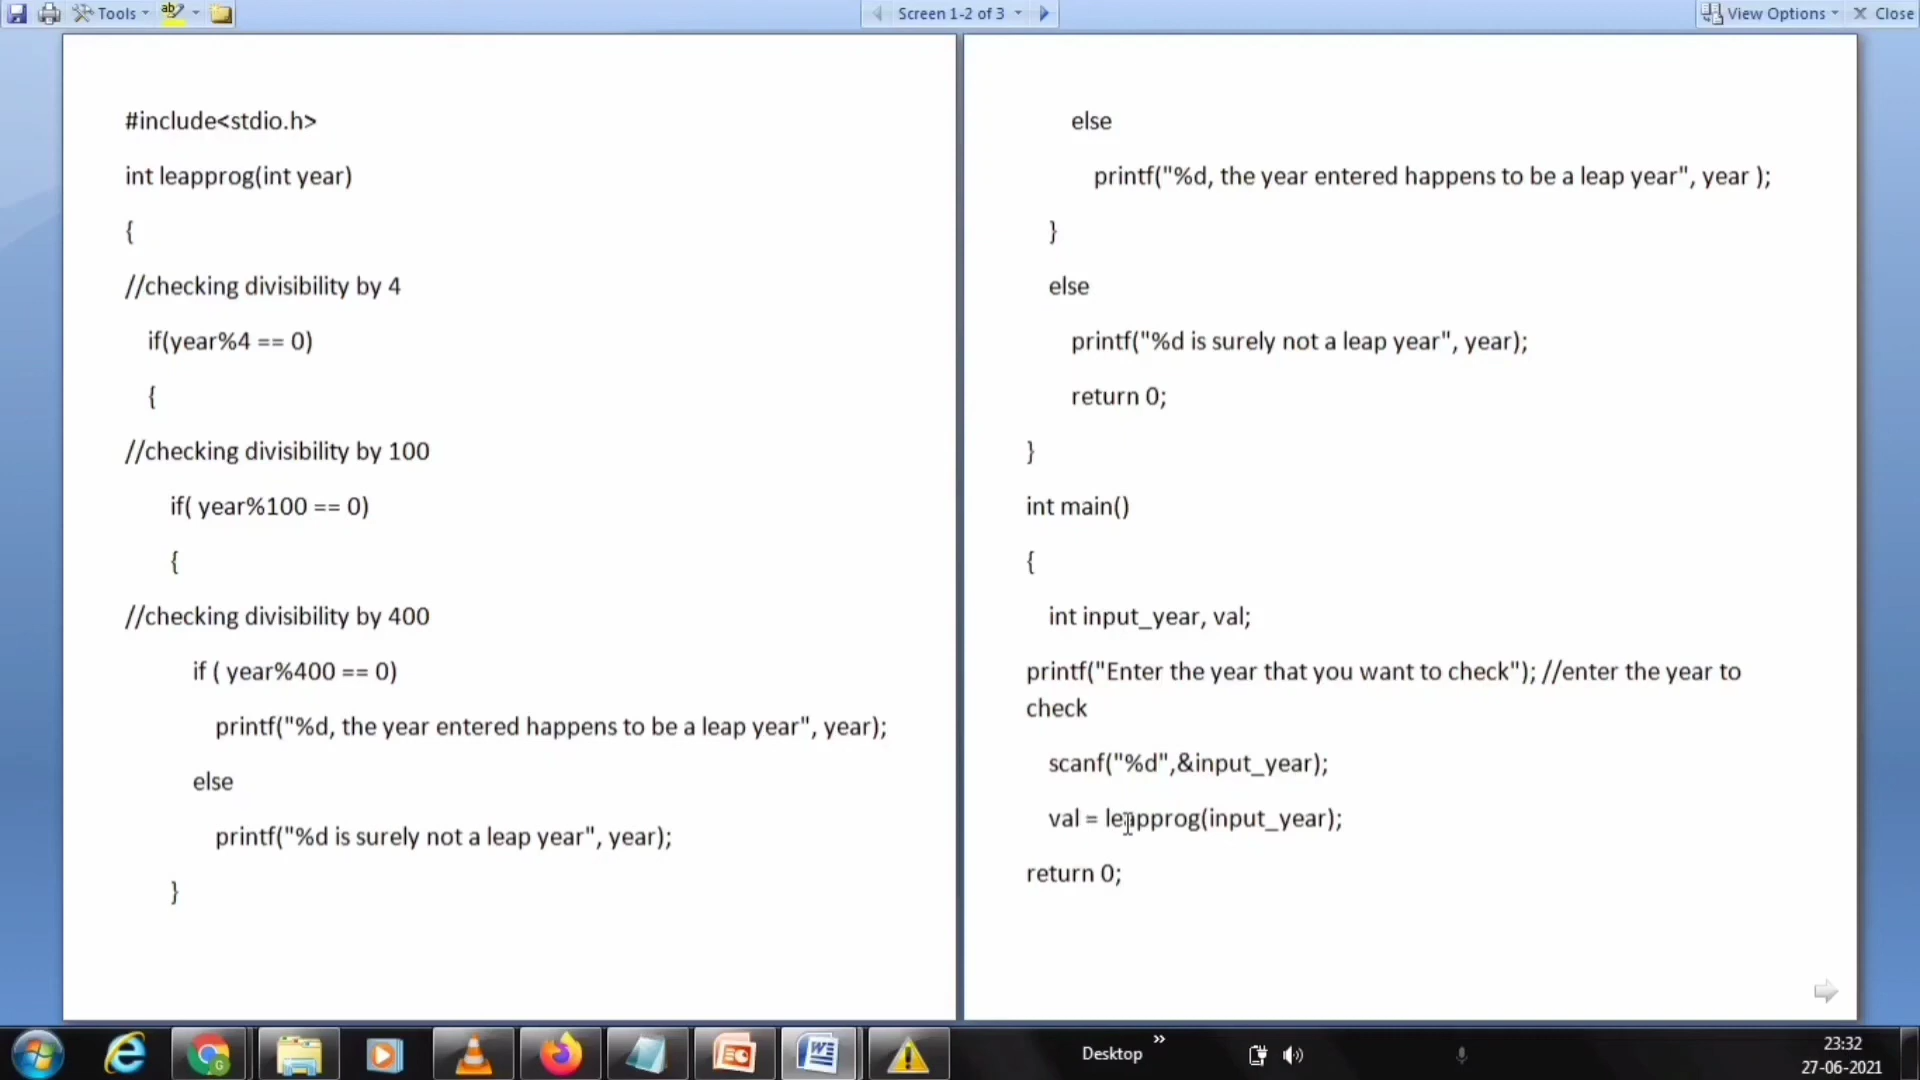 Tools
Screen 1-2 of 3
View Options
Close
#include<stdio.h>
int leapprog(int year)
{
//checking divisibility by 4
if(year%4 == 0)
{
//checking divisibility by 100
if( year%100 == 0)
{
//checking divisibility by 400
if ( year%400 == 0)
printf("%d, the year entered happens to be a leap year", year);
else
printf("%d is surely not a leap year", year);
}
else
printf("%d, the year entered happens to be a leap year", year );
}
else
printf("%d is surely not a leap year", year);
return 0;
}
int main()
{
int input_year, val;
printf("Enter the year that you want to check"); //enter the year to
check
scanf("%d",&input_year);
val = leapprog(input_year);
return 0;
Desktop
23:32
27-06-2021